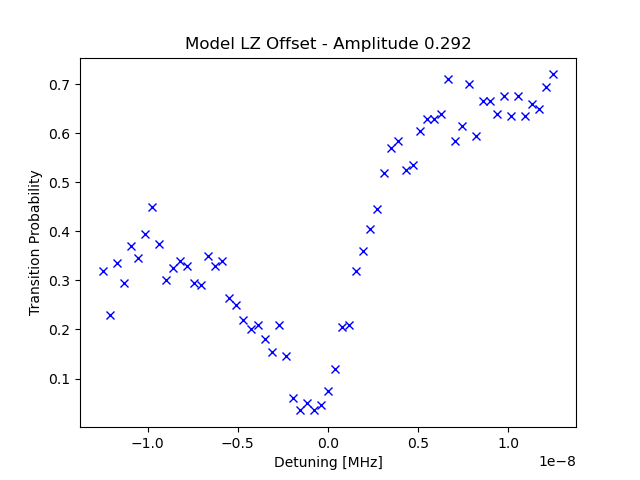 Model LZ Offset - Amplitude 0.292
Transition Probability
0.7
0.6
0.5
0.4
0.3
0.2
0.1
−1.0 −0.5 0.0 0.5 1.0
1e−8
Detuning [MHz]